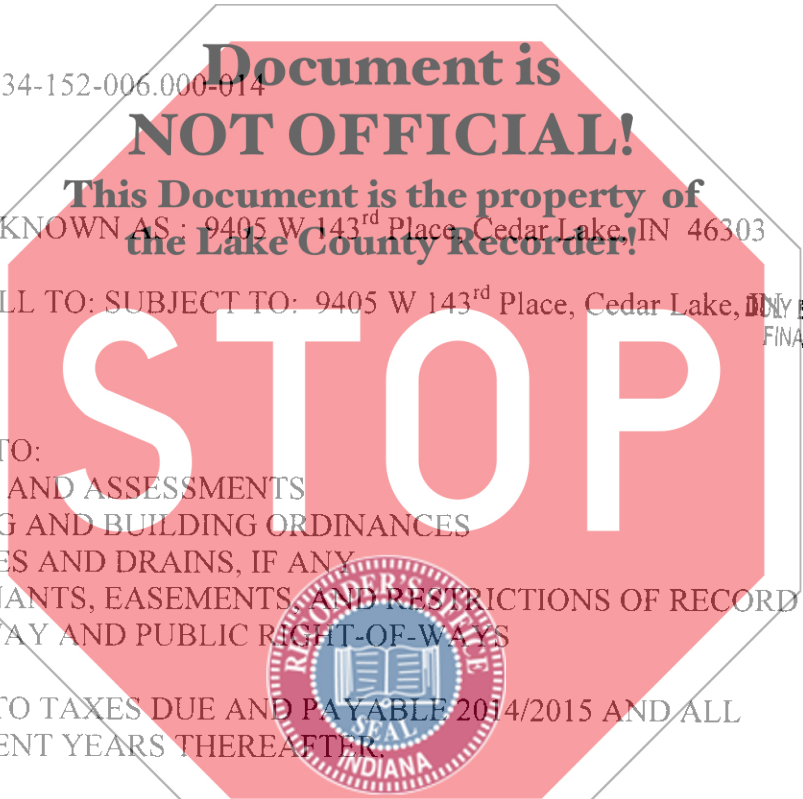 Document is
34-152-006.000-014
NOT OFFICIAL!
This Document is the property of
KNOWN AS : 9405 W 143rd Place, Cedar Lake, IN 46303
the Lake County Recorder!
LL TO: SUBJECT TO: 9405 W 143rd Place, Cedar Lake, IN
FINA
STOP
TO:
AND ASSESSMENTS
G AND BUILDING ORDINANCES
ES AND DRAINS, IF ANY
NANTS, EASEMENTS, AND RESTRICTIONS OF RECORD
WAY AND PUBLIC RIGHT-OF-WAYS
RECORDER'S OFFICE
TO TAXES DUE AND PAYABLE 2014/2015 AND ALL
SEAL
ENT YEARS THEREAFTER.
INDIANA